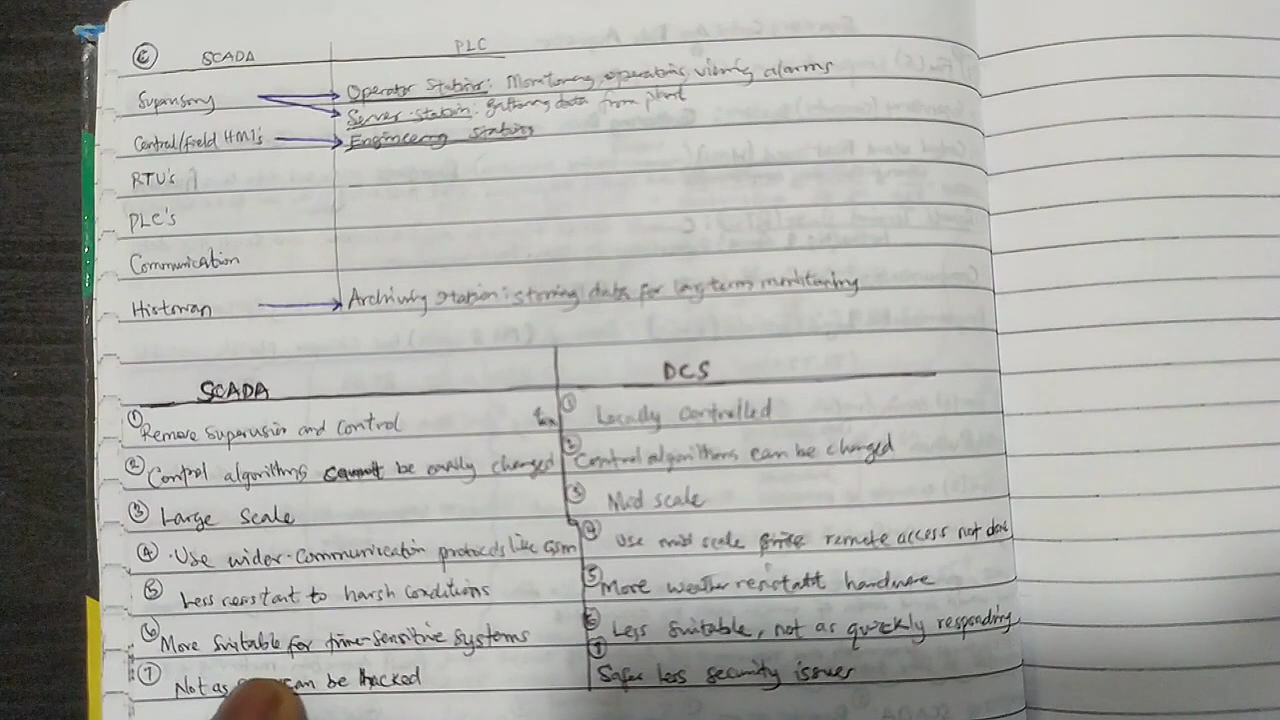 C SCADA PLC
Supervisory Operator Station: Monitoring operations, viewing alarms
Server station: gathering data from plant
Central/field HMI's Engineering station
RTU's
PLC's
Communication
Historian Archiving station: storing data for long term monitoring
SCADA DCS
① Remove Supervision and Control ① Locally controlled
② Control algorithms cannot be easily changed ② Control algorithms can be changed
③ Large Scale ③ Mid scale
④ Use wider communication protocols like GSM ④ Use mid scale remote access not done
⑤ Less resistant to harsh conditions ⑤ More weather resistant hardware
⑥ More Suitable for time-sensitive systems ⑥ Less Suitable, not as quickly responding
⑦ Not as can be hacked ⑦ Safer less security issues